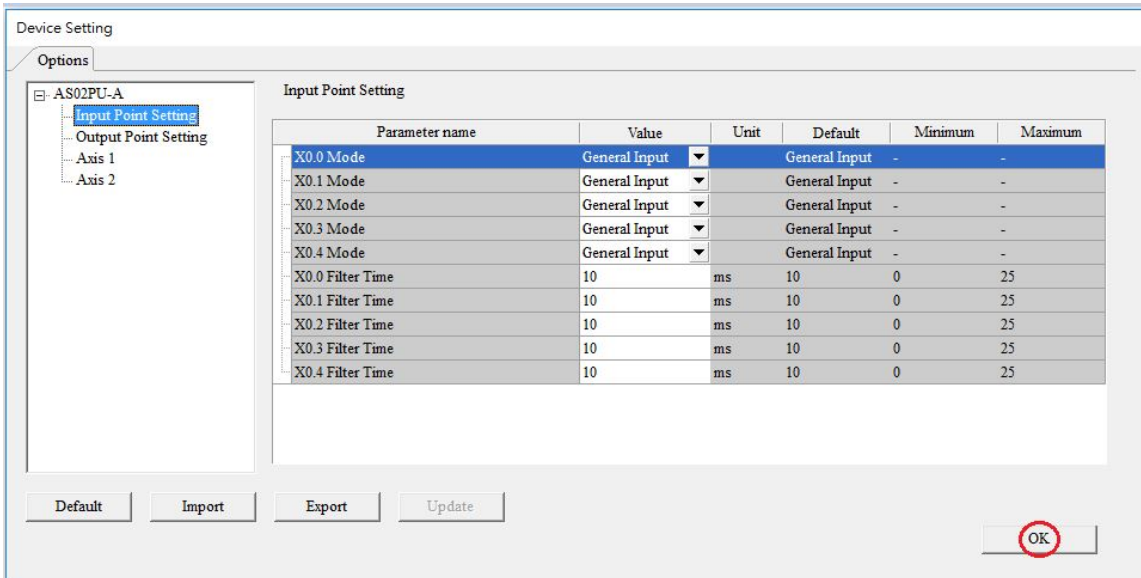 Device Setting
Options
AS02PU-A
Input Point Setting
Output Point Setting
Axis 1
Axis 2
Input Point Setting
Parameter name Value Unit Default Minimum Maximum
X0.0 Mode General Input General Input - -
X0.1 Mode General Input General Input - -
X0.2 Mode General Input General Input - -
X0.3 Mode General Input General Input - -
X0.4 Mode General Input General Input - -
X0.0 Filter Time 10 ms 10 0 25
X0.1 Filter Time 10 ms 10 0 25
X0.2 Filter Time 10 ms 10 0 25
X0.3 Filter Time 10 ms 10 0 25
X0.4 Filter Time 10 ms 10 0 25
Default Import Export Update
OK